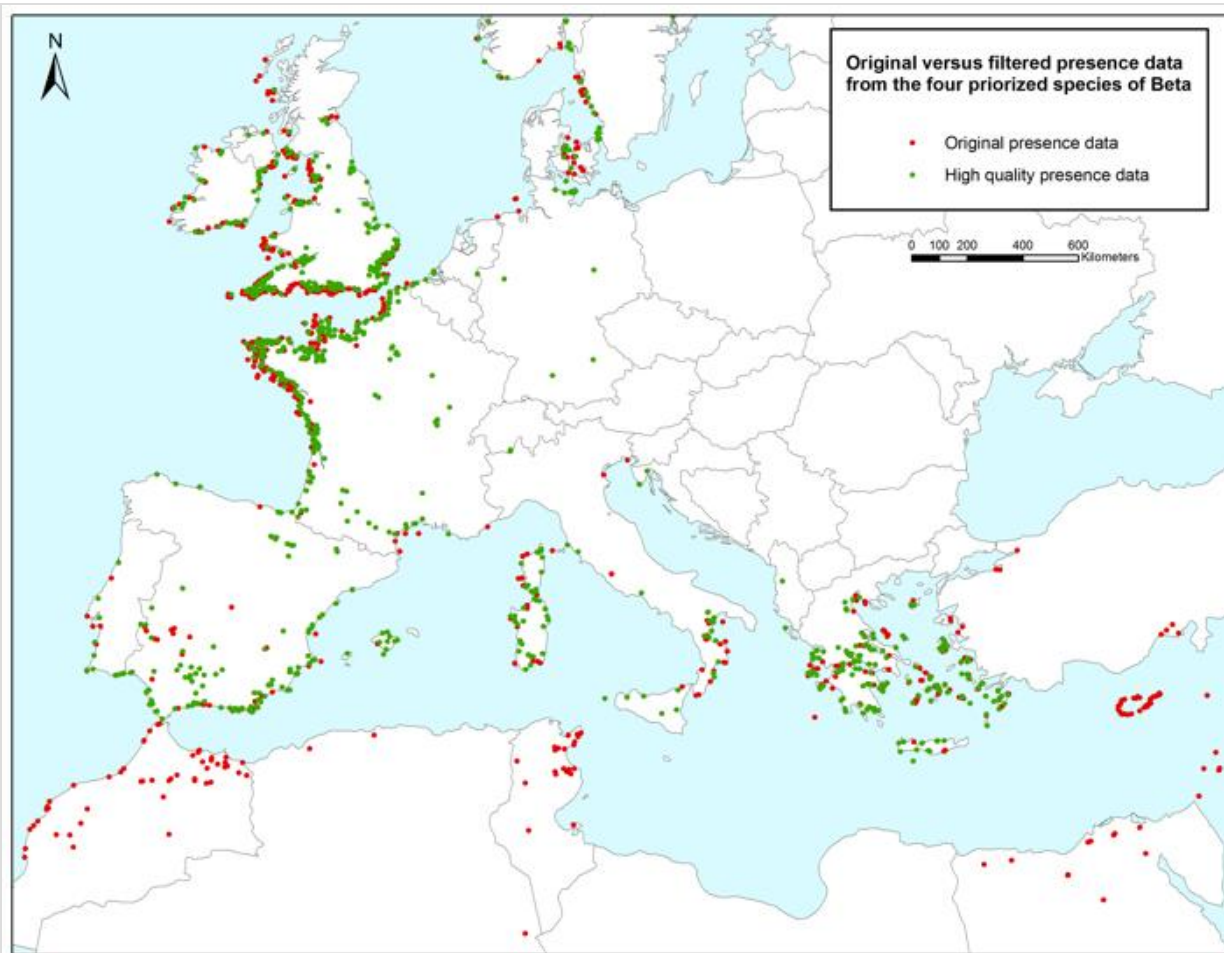 N
Original versus filtered presence data
from the four priorized species of Beta
Original presence data
High quality presence data
0 100 200 400 600
Kilometers